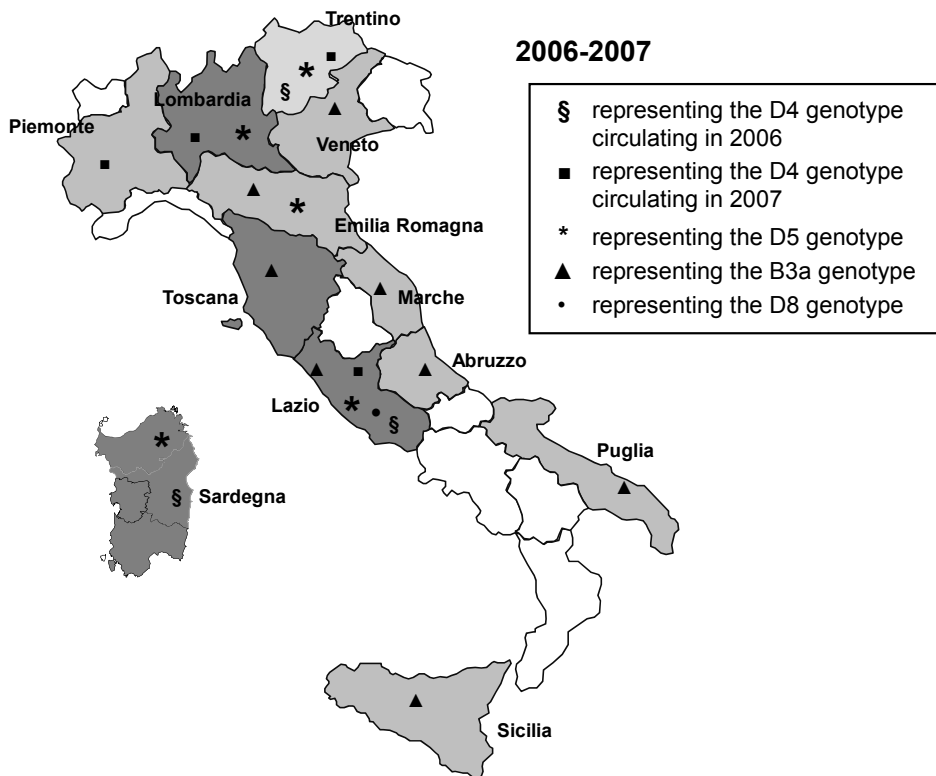 Trentino
2006-2007
Lombardia
Piemonte
Veneto
Emilia Romagna
Toscana
Marche
Abruzzo
Lazio
Puglia
Sardegna
Sicilia
§ representing the D4 genotype
circulating in 2006
■ representing the D4 genotype
circulating in 2007
* representing the D5 genotype
▲ representing the B3a genotype
• representing the D8 genotype